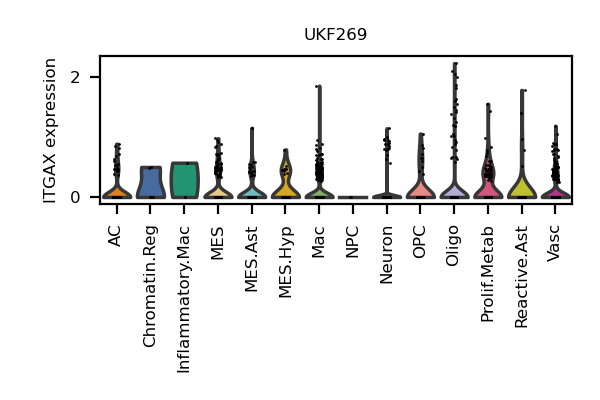 UKF269
ITGAX expression
2
0
AC
Chromatin.Reg
Inflammatory.Mac
MES
MES.Ast
MES.Hyp
Mac
NPC
Neuron
OPC
Oligo
Prolif.Metab
Reactive.Ast
Vasc